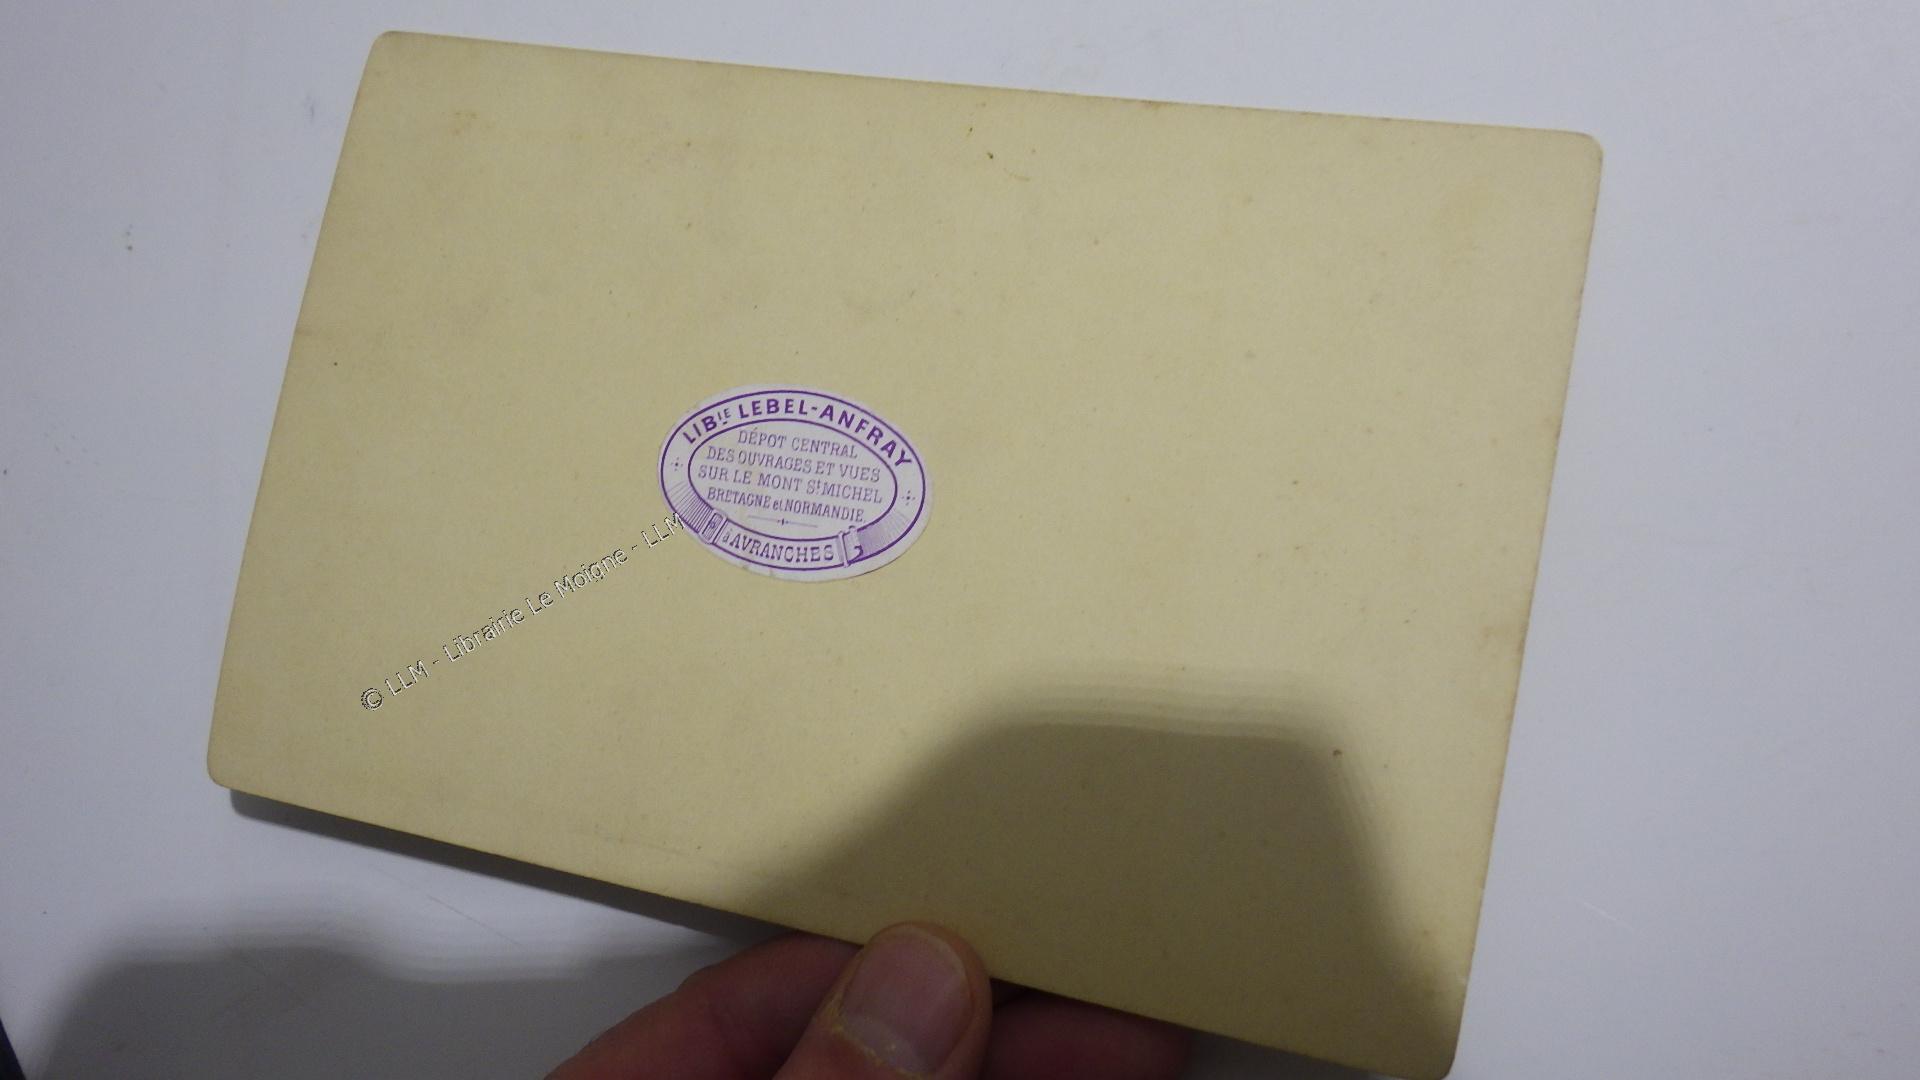 LIBIE LEBEL-ANFRAY
DÉPOT CENTRAL
DES OUVRAGES ET VUES
SUR LE MONT St MICHEL
BRETAGNE et NORMANDIE.
à AVRANCHES
© LLM - Librairie Le Moigne - LLM